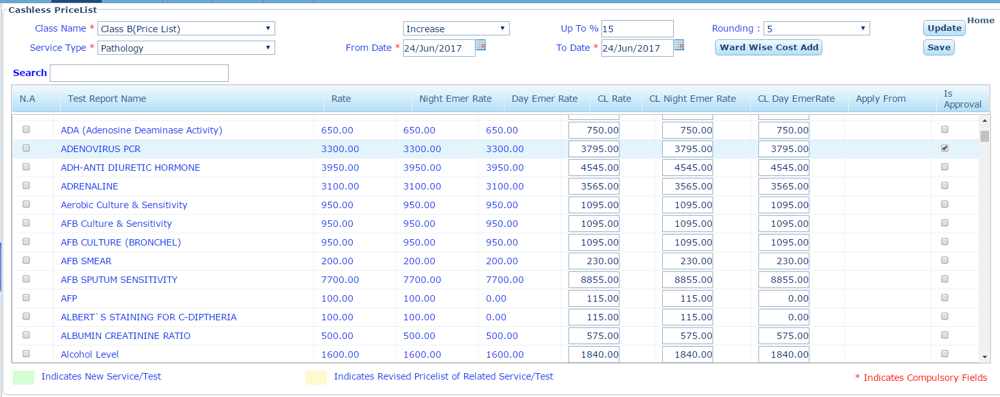 Cashless PriceList
Home
Class Name * Class B(Price List) Increase Up To % 15 Rounding : 5 Update
Service Type * Pathology From Date * 24/Jun/2017 To Date * 24/Jun/2017 Ward Wise Cost Add Save
Search
N.A Test Report Name Rate Night Emer Rate Day Emer Rate CL Rate CL Night Emer Rate CL Day EmerRate Apply From Is Approval
ADA (Adenosine Deaminase Activity) 650.00 650.00 650.00 750.00 750.00 750.00
ADENOVIRUS PCR 3300.00 3300.00 3300.00 3795.00 3795.00 3795.00
ADH-ANTI DIURETIC HORMONE 3950.00 3950.00 3950.00 4545.00 4545.00 4545.00
ADRENALINE 3100.00 3100.00 3100.00 3565.00 3565.00 3565.00
Aerobic Culture & Sensitivity 950.00 950.00 950.00 1095.00 1095.00 1095.00
AFB Culture & Sensitivity 950.00 950.00 950.00 1095.00 1095.00 1095.00
AFB CULTURE (BRONCHEL) 950.00 950.00 950.00 1095.00 1095.00 1095.00
AFB SMEAR 200.00 200.00 200.00 230.00 230.00 230.00
AFB SPUTUM SENSITIVITY 7700.00 7700.00 7700.00 8855.00 8855.00 8855.00
AFP 100.00 100.00 0.00 115.00 115.00 0.00
ALBERT`S STAINING FOR C-DIPTHERIA 100.00 100.00 0.00 115.00 115.00 0.00
ALBUMIN CREATININE RATIO 500.00 500.00 500.00 575.00 575.00 575.00
Alcohol Level 1600.00 1600.00 1600.00 1840.00 1840.00 1840.00
Indicates New Service/Test Indicates Revised Pricelist of Related Service/Test * Indicates Compulsory Fields